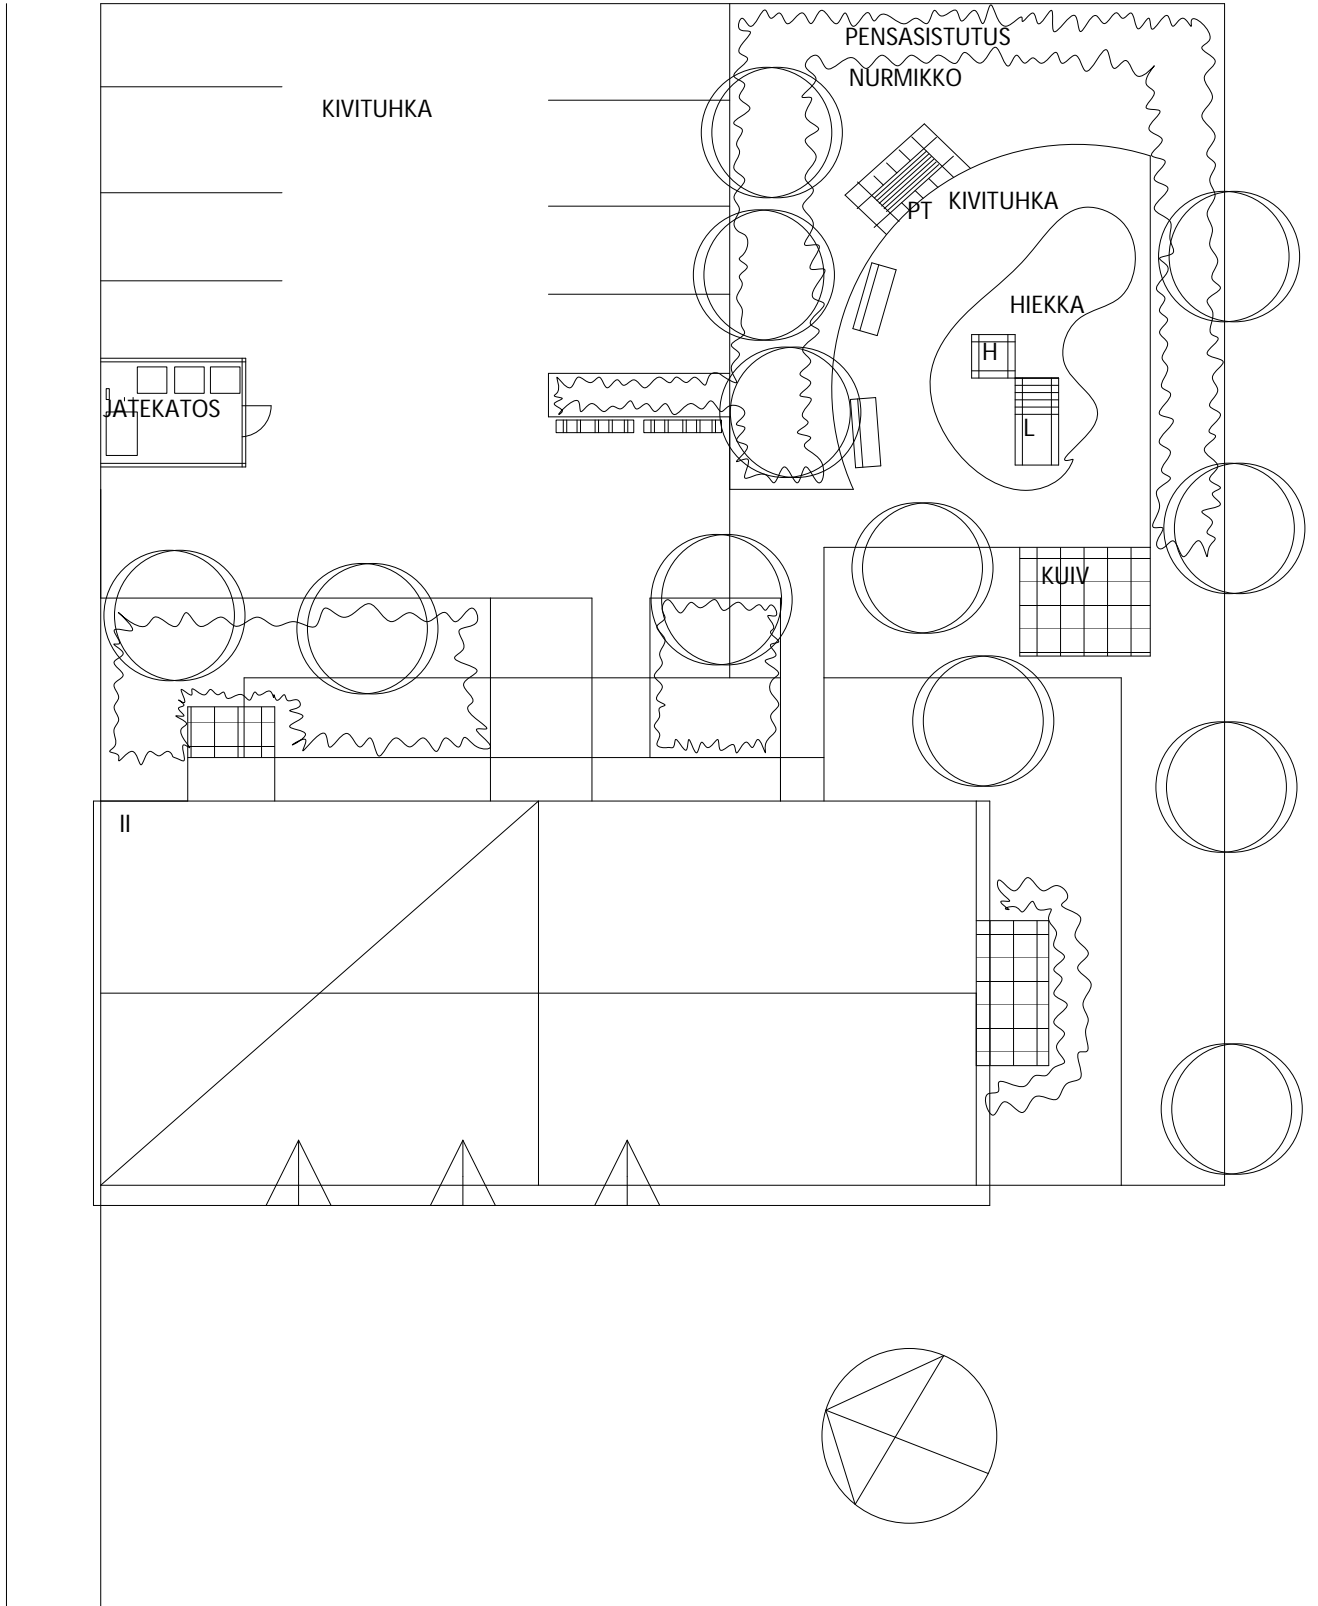 PENSASISTUTUS
NURMIKKO
KIVITUHKA
PT KIVITUHKA
HIEKKA
H
JÄTEKATOS
L
KUIV
II